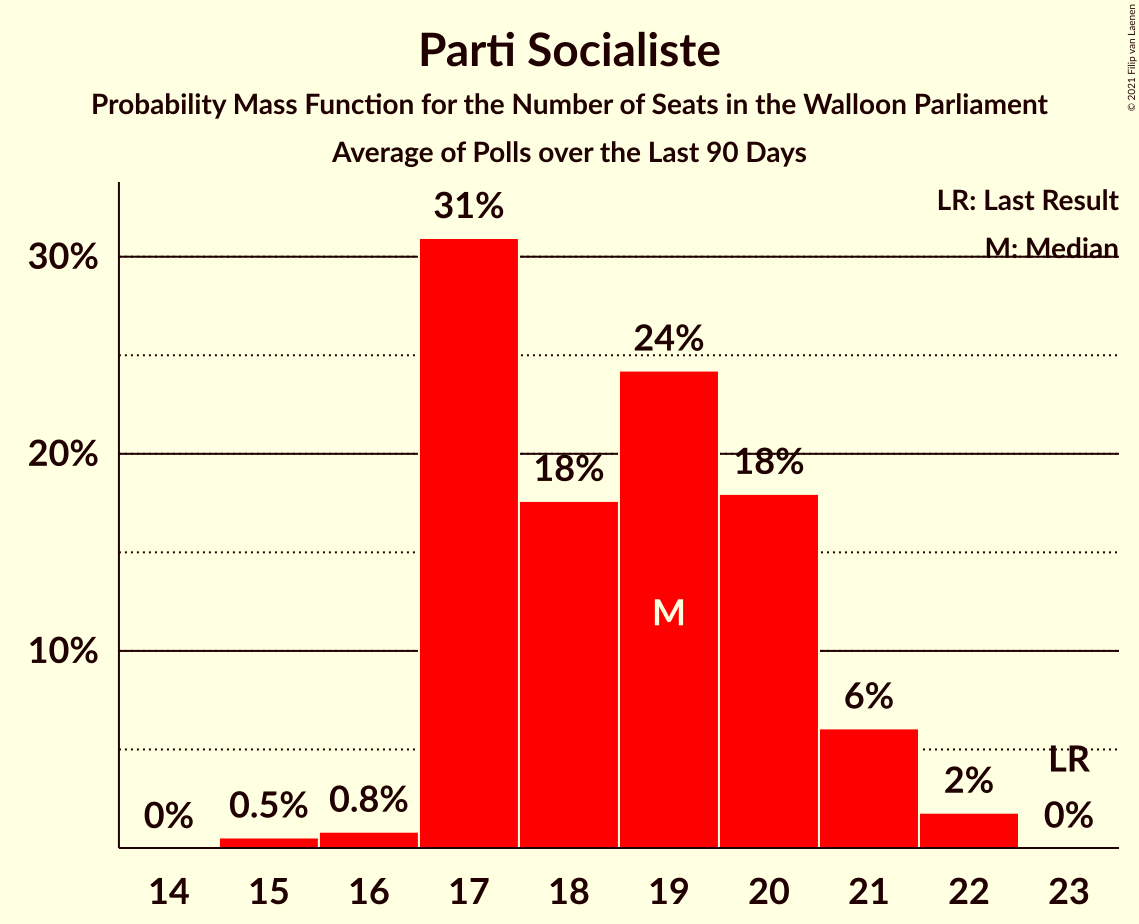 Parti Socialiste
Probability Mass Function for the Number of Seats in the Walloon Parliament
Average of Polls over the Last 90 Days
© 2021 Filip van Laenen
LR: Last Result
M: Median
30%
20%
10%
0%
0.5%
0.8%
31%
18%
24%
18%
6%
2%
0%
LR
M
14 15 16 17 18 19 20 21 22 23